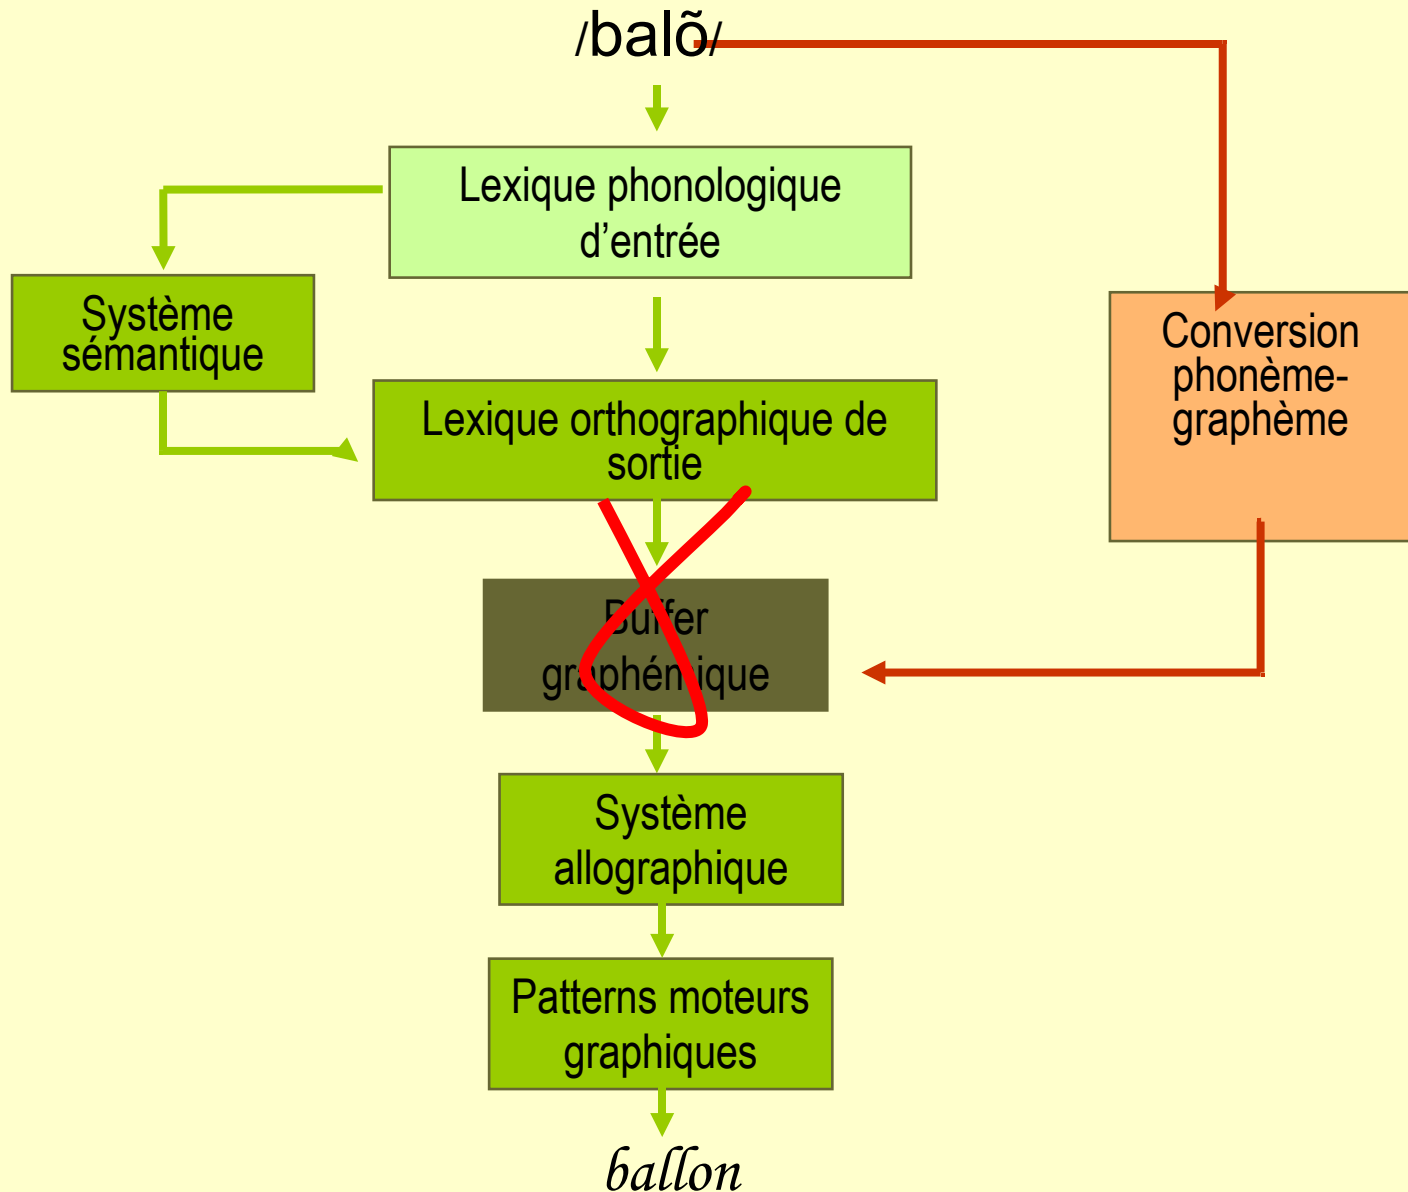 /balõ/
Lexique phonologique
d’entrée
Système
sémantique
Conversion
phonème-
graphème
Lexique orthographique de
sortie
Buffer
graphémique
Système
allographique
Patterns moteurs
graphiques
ballon